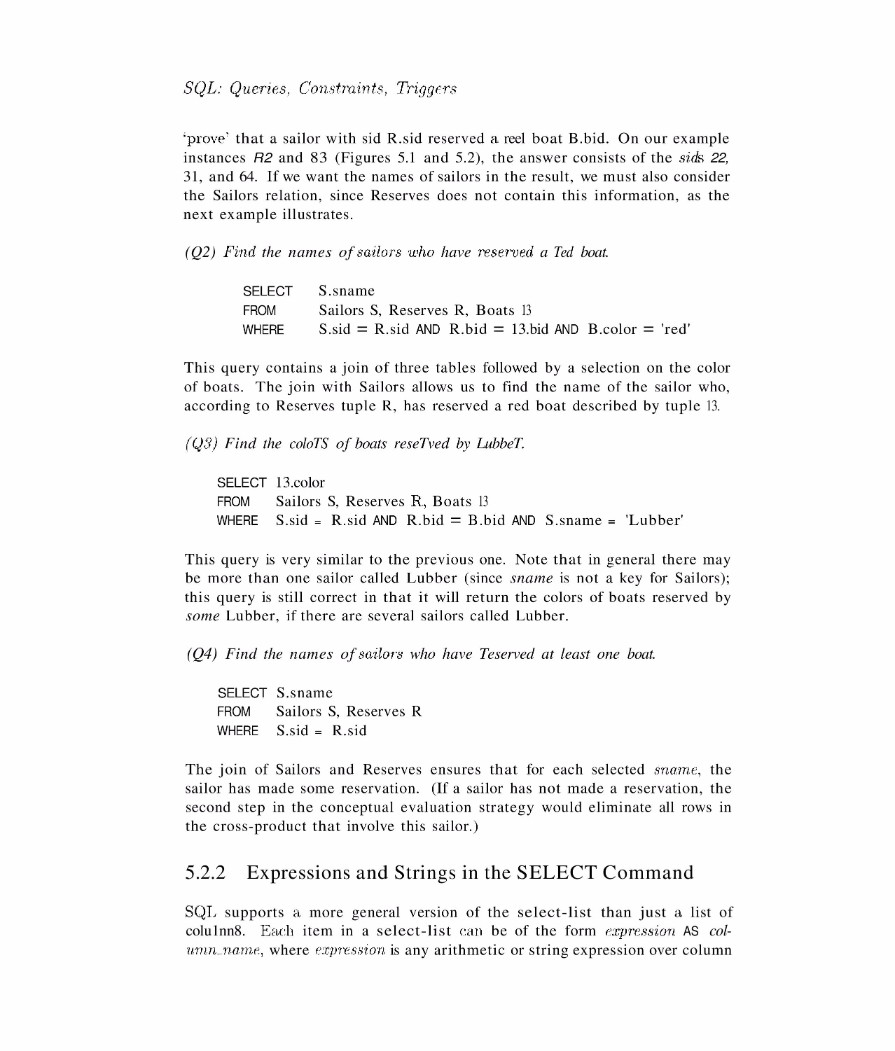 SQL: Queries, Constraints, Triggers
'prove' that a sailor with sid R.sid reserved a reel boat B.bid. On our example
instances R2 and 83 (Figures 5.1 and 5.2), the answer consists of the sids 22,
31, and 64. If we want the names of sailors in the result, we must also consider
the Sailors relation, since Reserves does not contain this information, as the
next example illustrates.
(Q2) Find the names of sailors who have reserved a Ted boat.
SELECT S.sname
FROM Sailors S, Reserves R, Boats 13
WHERE S.sid = R.sid AND R.bid = 13.bid AND B.color = 'red'
This query contains a join of three tables followed by a selection on the color
of boats. The join with Sailors allows us to find the name of the sailor who,
according to Reserves tuple R, has reserved a red boat described by tuple 13.
(Q3) Find the coloTS of boats reseTved by LubbeT.
SELECT 13.color
FROM Sailors S, Reserves R, Boats 13
WHERE S.sid = R.sid AND R.bid = B.bid AND S.sname = 'Lubber'
This query is very similar to the previous one. Note that in general there may
be more than one sailor called Lubber (since sname is not a key for Sailors);
this query is still correct in that it will return the colors of boats reserved by
some Lubber, if there are several sailors called Lubber.
(Q4) Find the names of sailors who have Teserved at least one boat.
SELECT S.sname
FROM Sailors S, Reserves R
WHERE S.sid = R.sid
The join of Sailors and Reserves ensures that for each selected sname, the
sailor has made some reservation. (If a sailor has not made a reservation, the
second step in the conceptual evaluation strategy would eliminate all rows in
the cross-product that involve this sailor.)
5.2.2 Expressions and Strings in the SELECT Command
SQL supports a more general version of the select-list than just a list of
colu1nn8. Each item in a select-list can be of the form expression AS col-
umn_name, where expression is any arithmetic or string expression over column